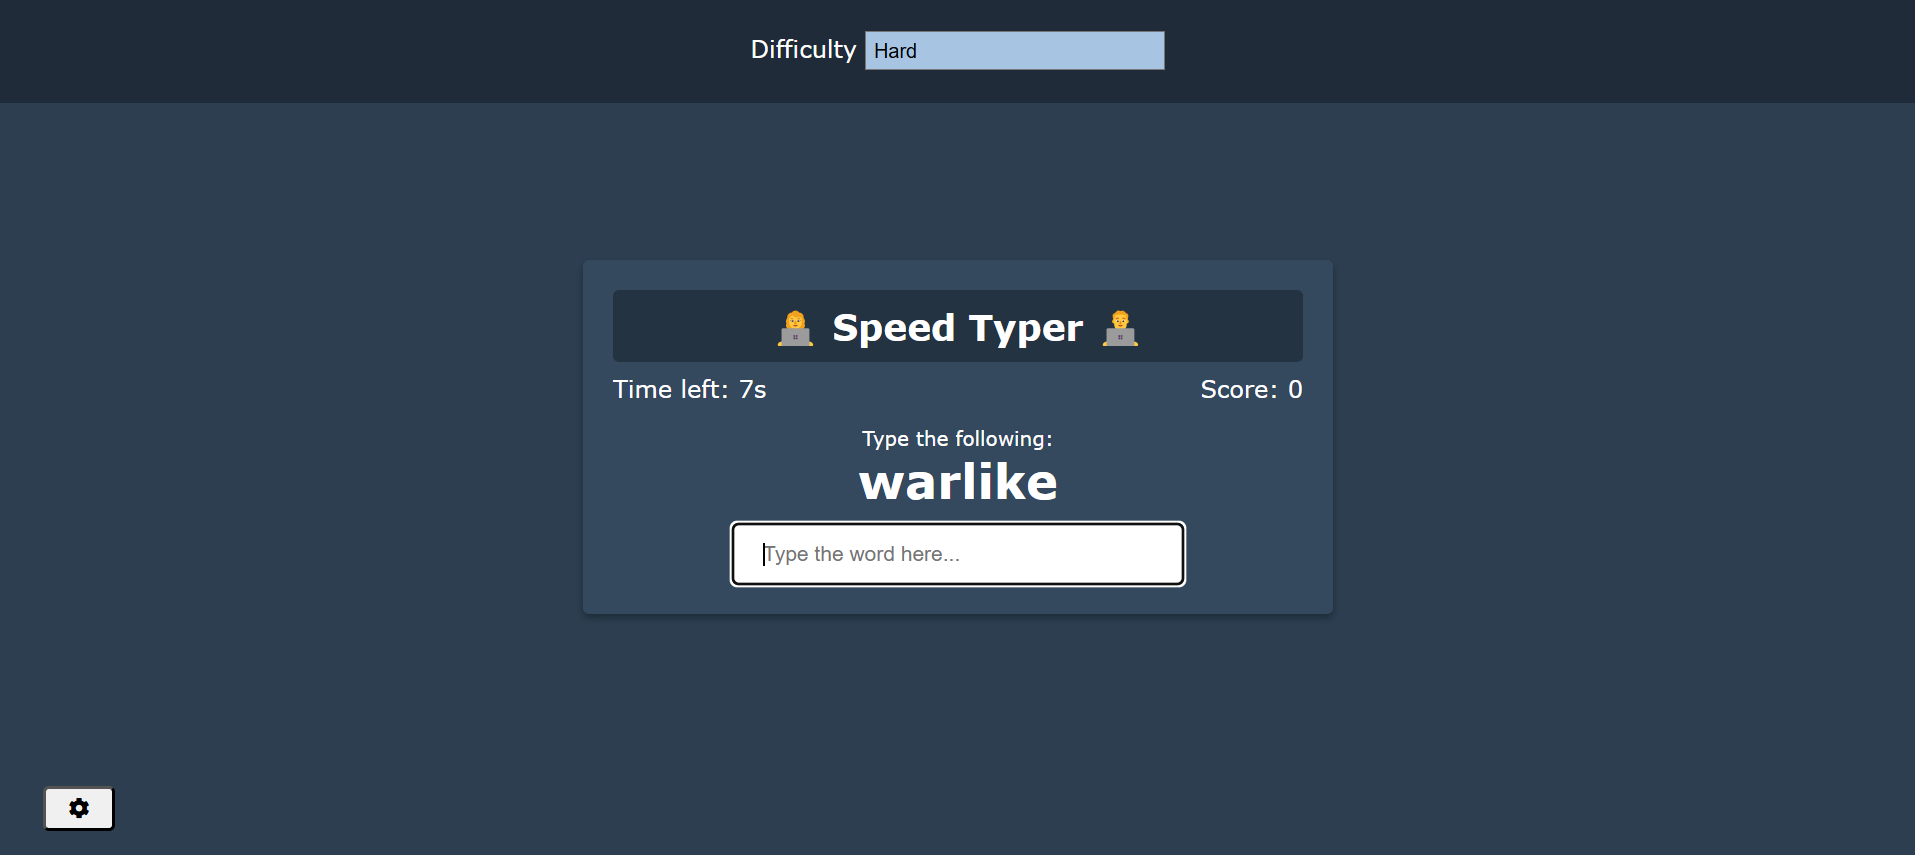 Difficulty Hard
Speed Typer
Time left: 7s Score: 0
Type the following:
warlike
Type the word here...